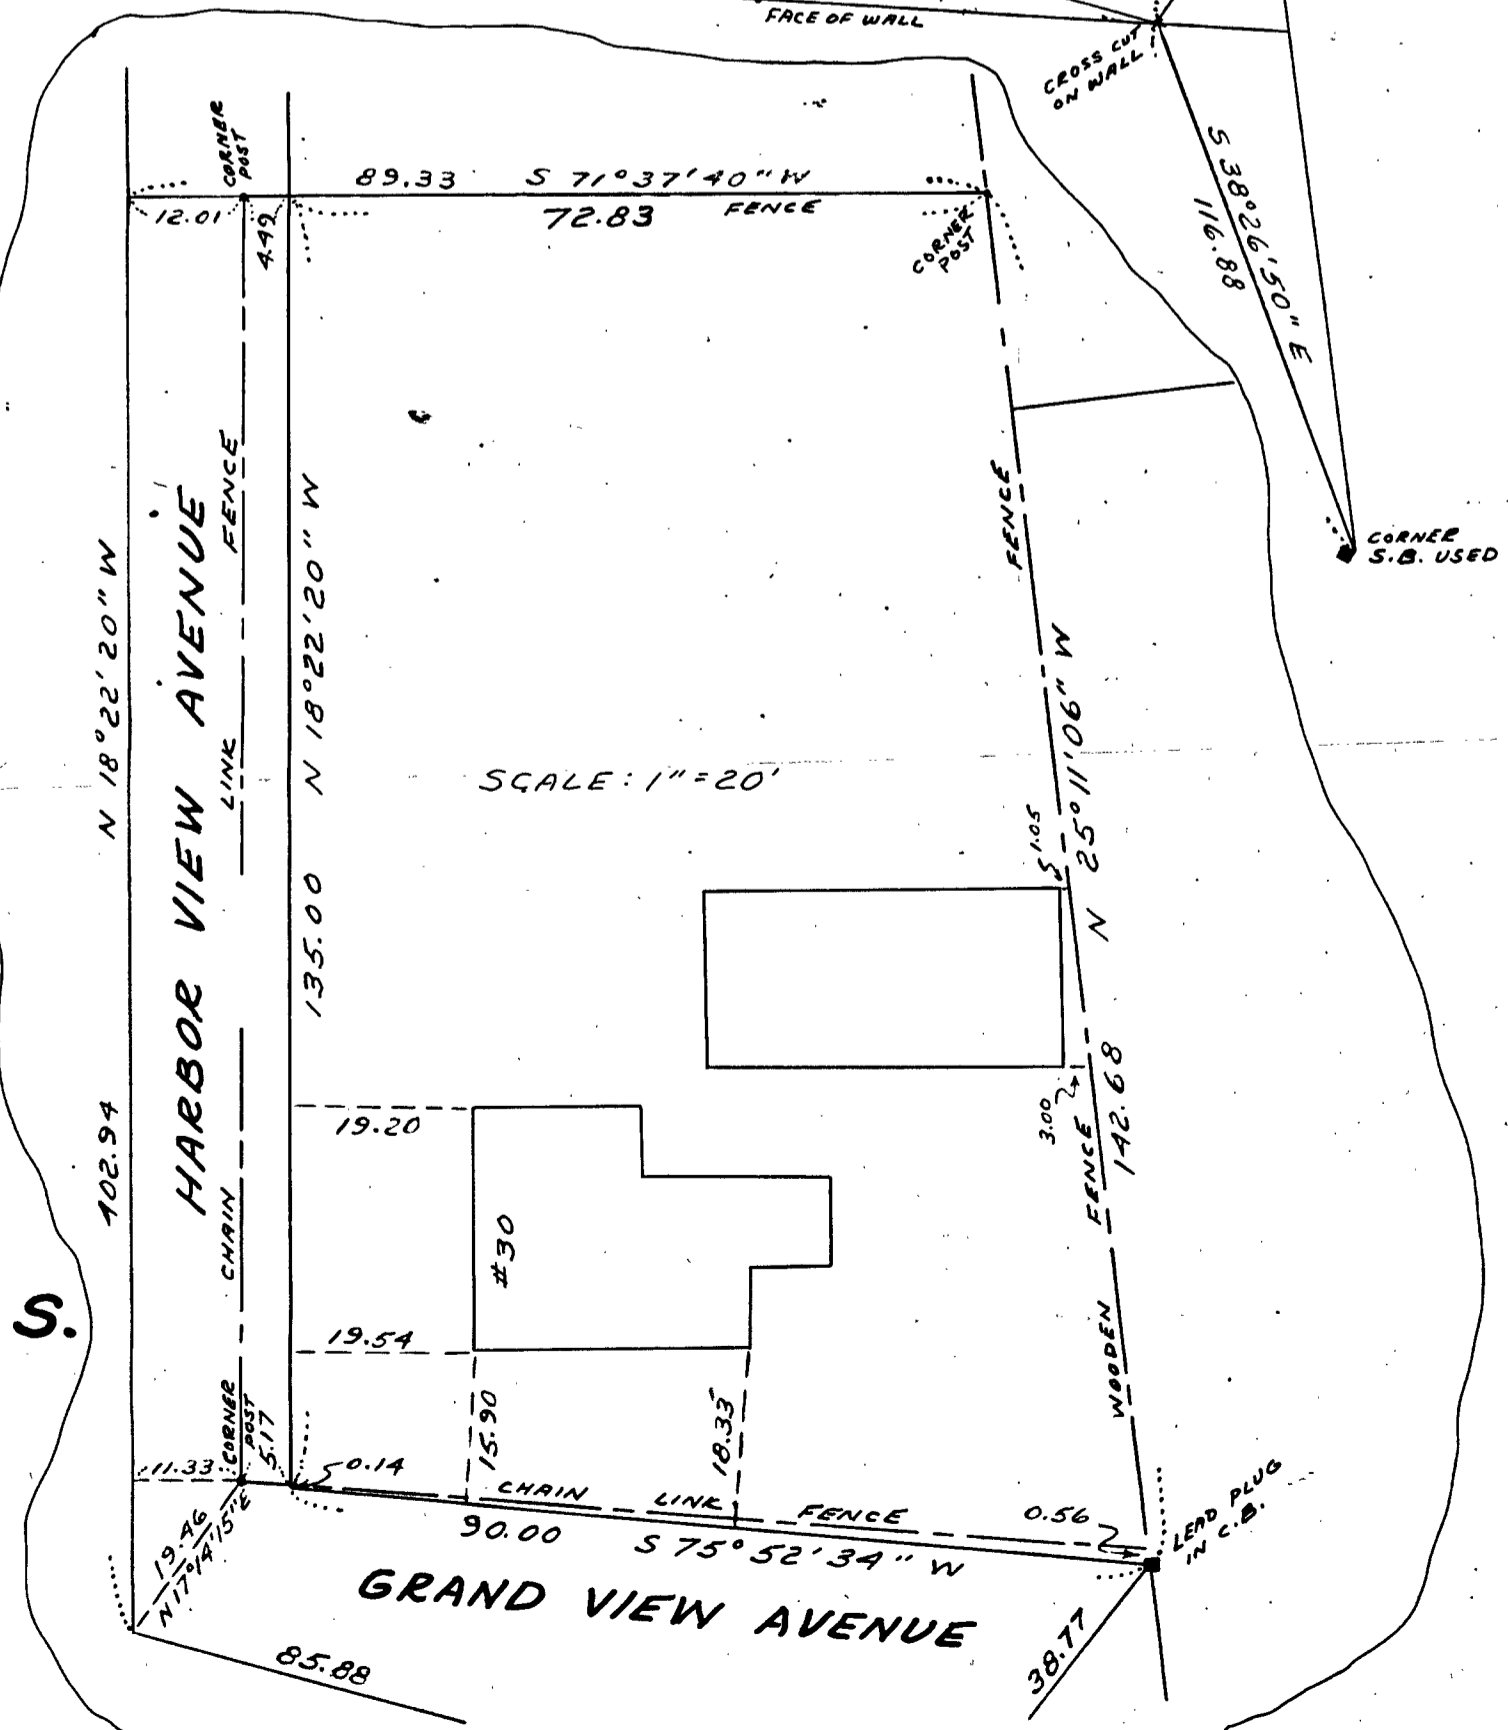 FACE OF WALL
CROSS CUT
ON WALL
S 38°26'50" E
116.88
CORNER
S.B. USED
CORNER
POST
89.33 S 71°37'40" W
12.01
4.49
72.83 FENCE
CORNER
POST
N 18°22'20" W
102.94
HARBOR VIEW AVENUE
CHAIN LINK FENCE
N 18°22'20" W
135.00
SCALE: 1"=20'
FENCE
N 25°11'06" W
142.68
1.05
3.00
WOODEN FENCE
19.20
#30
19.54
S.
15.90
18.33
CORNER
POST
11.33
5.17
0.14
CHAIN LINK FENCE
0.56
LEAD PLUG
IN C.B.
90.00 S 75°52'34" W
19.46
N 17°14'15" E
GRAND VIEW AVENUE
85.88
38.77